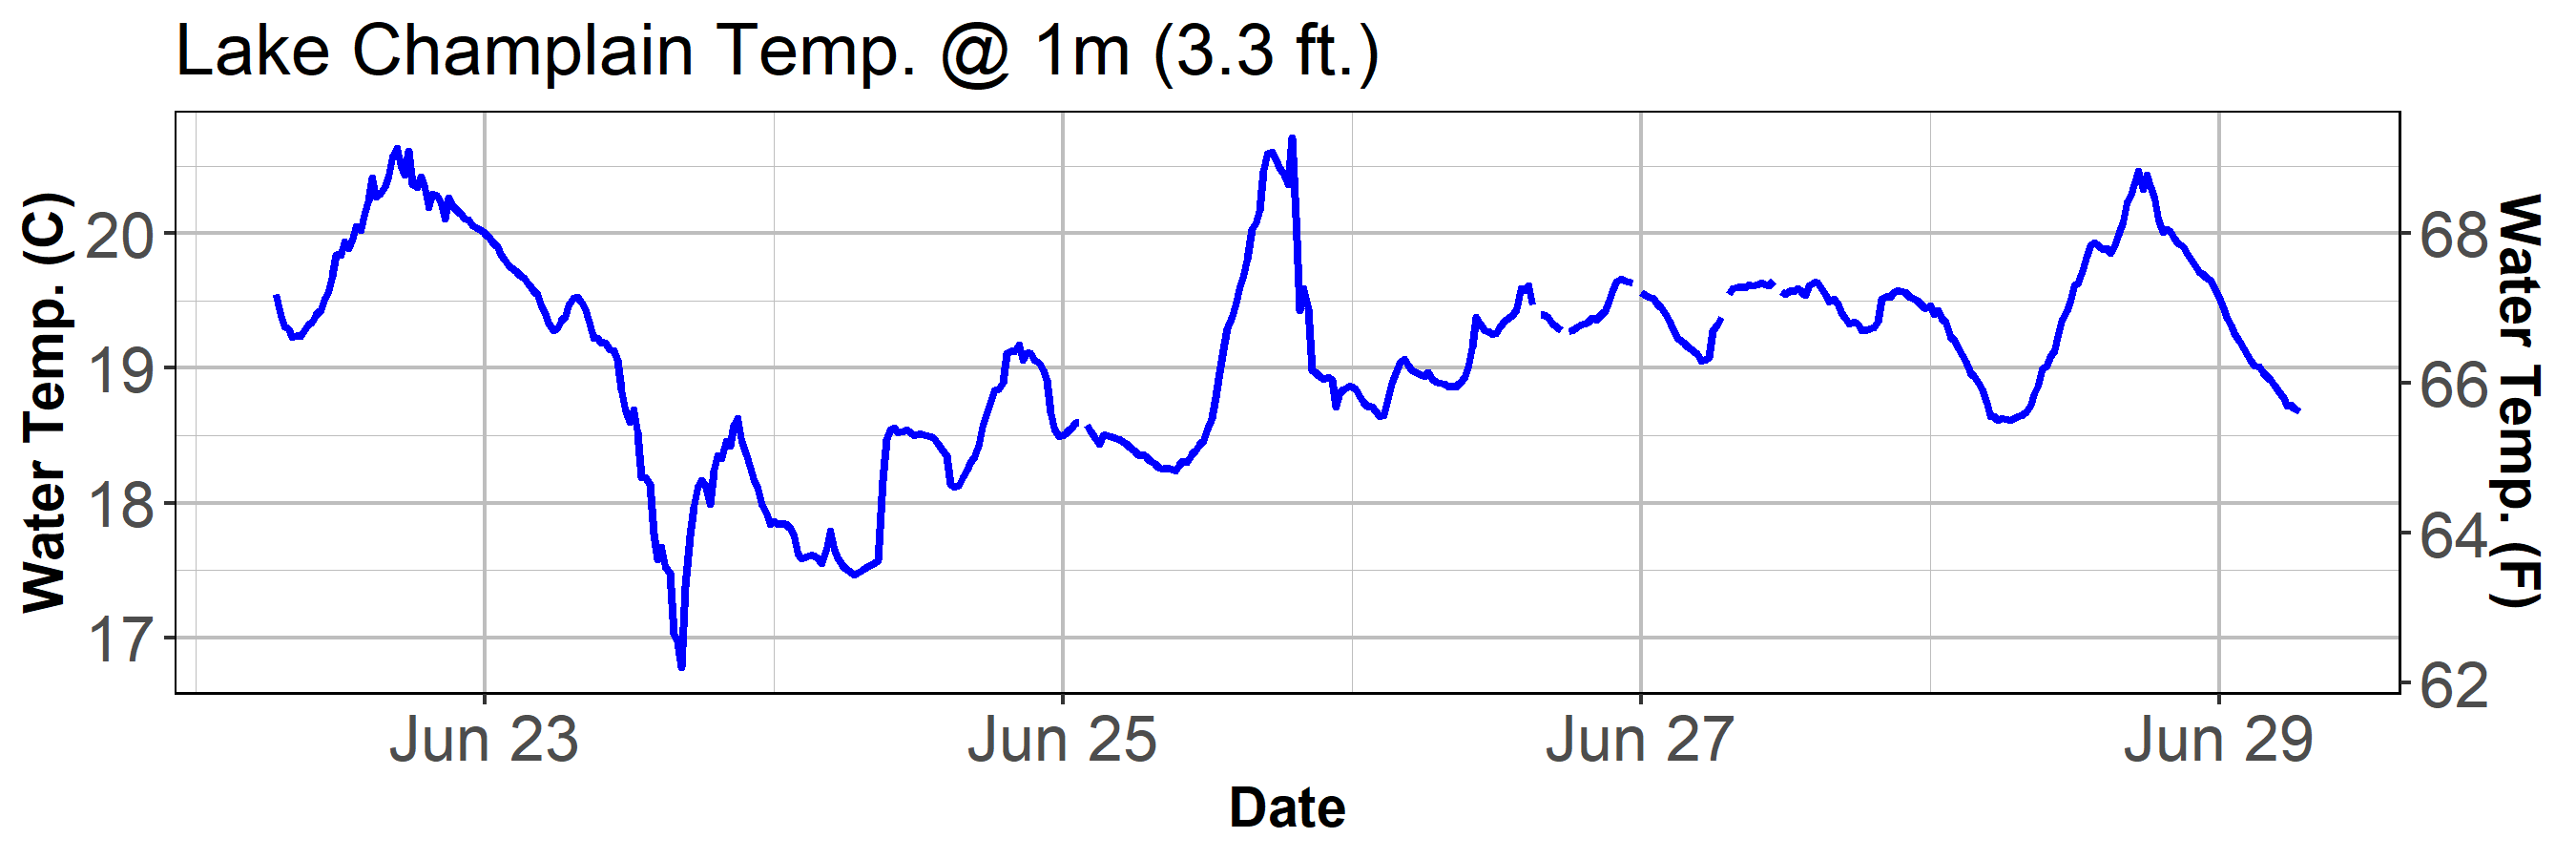 Lake Champlain Temp. @ 1m (3.3 ft.)
Water Temp. (C)
20
19
18
17
68
66
64
62
Water Temp. (F)
Jun 23 Jun 25 Jun 27 Jun 29
Date